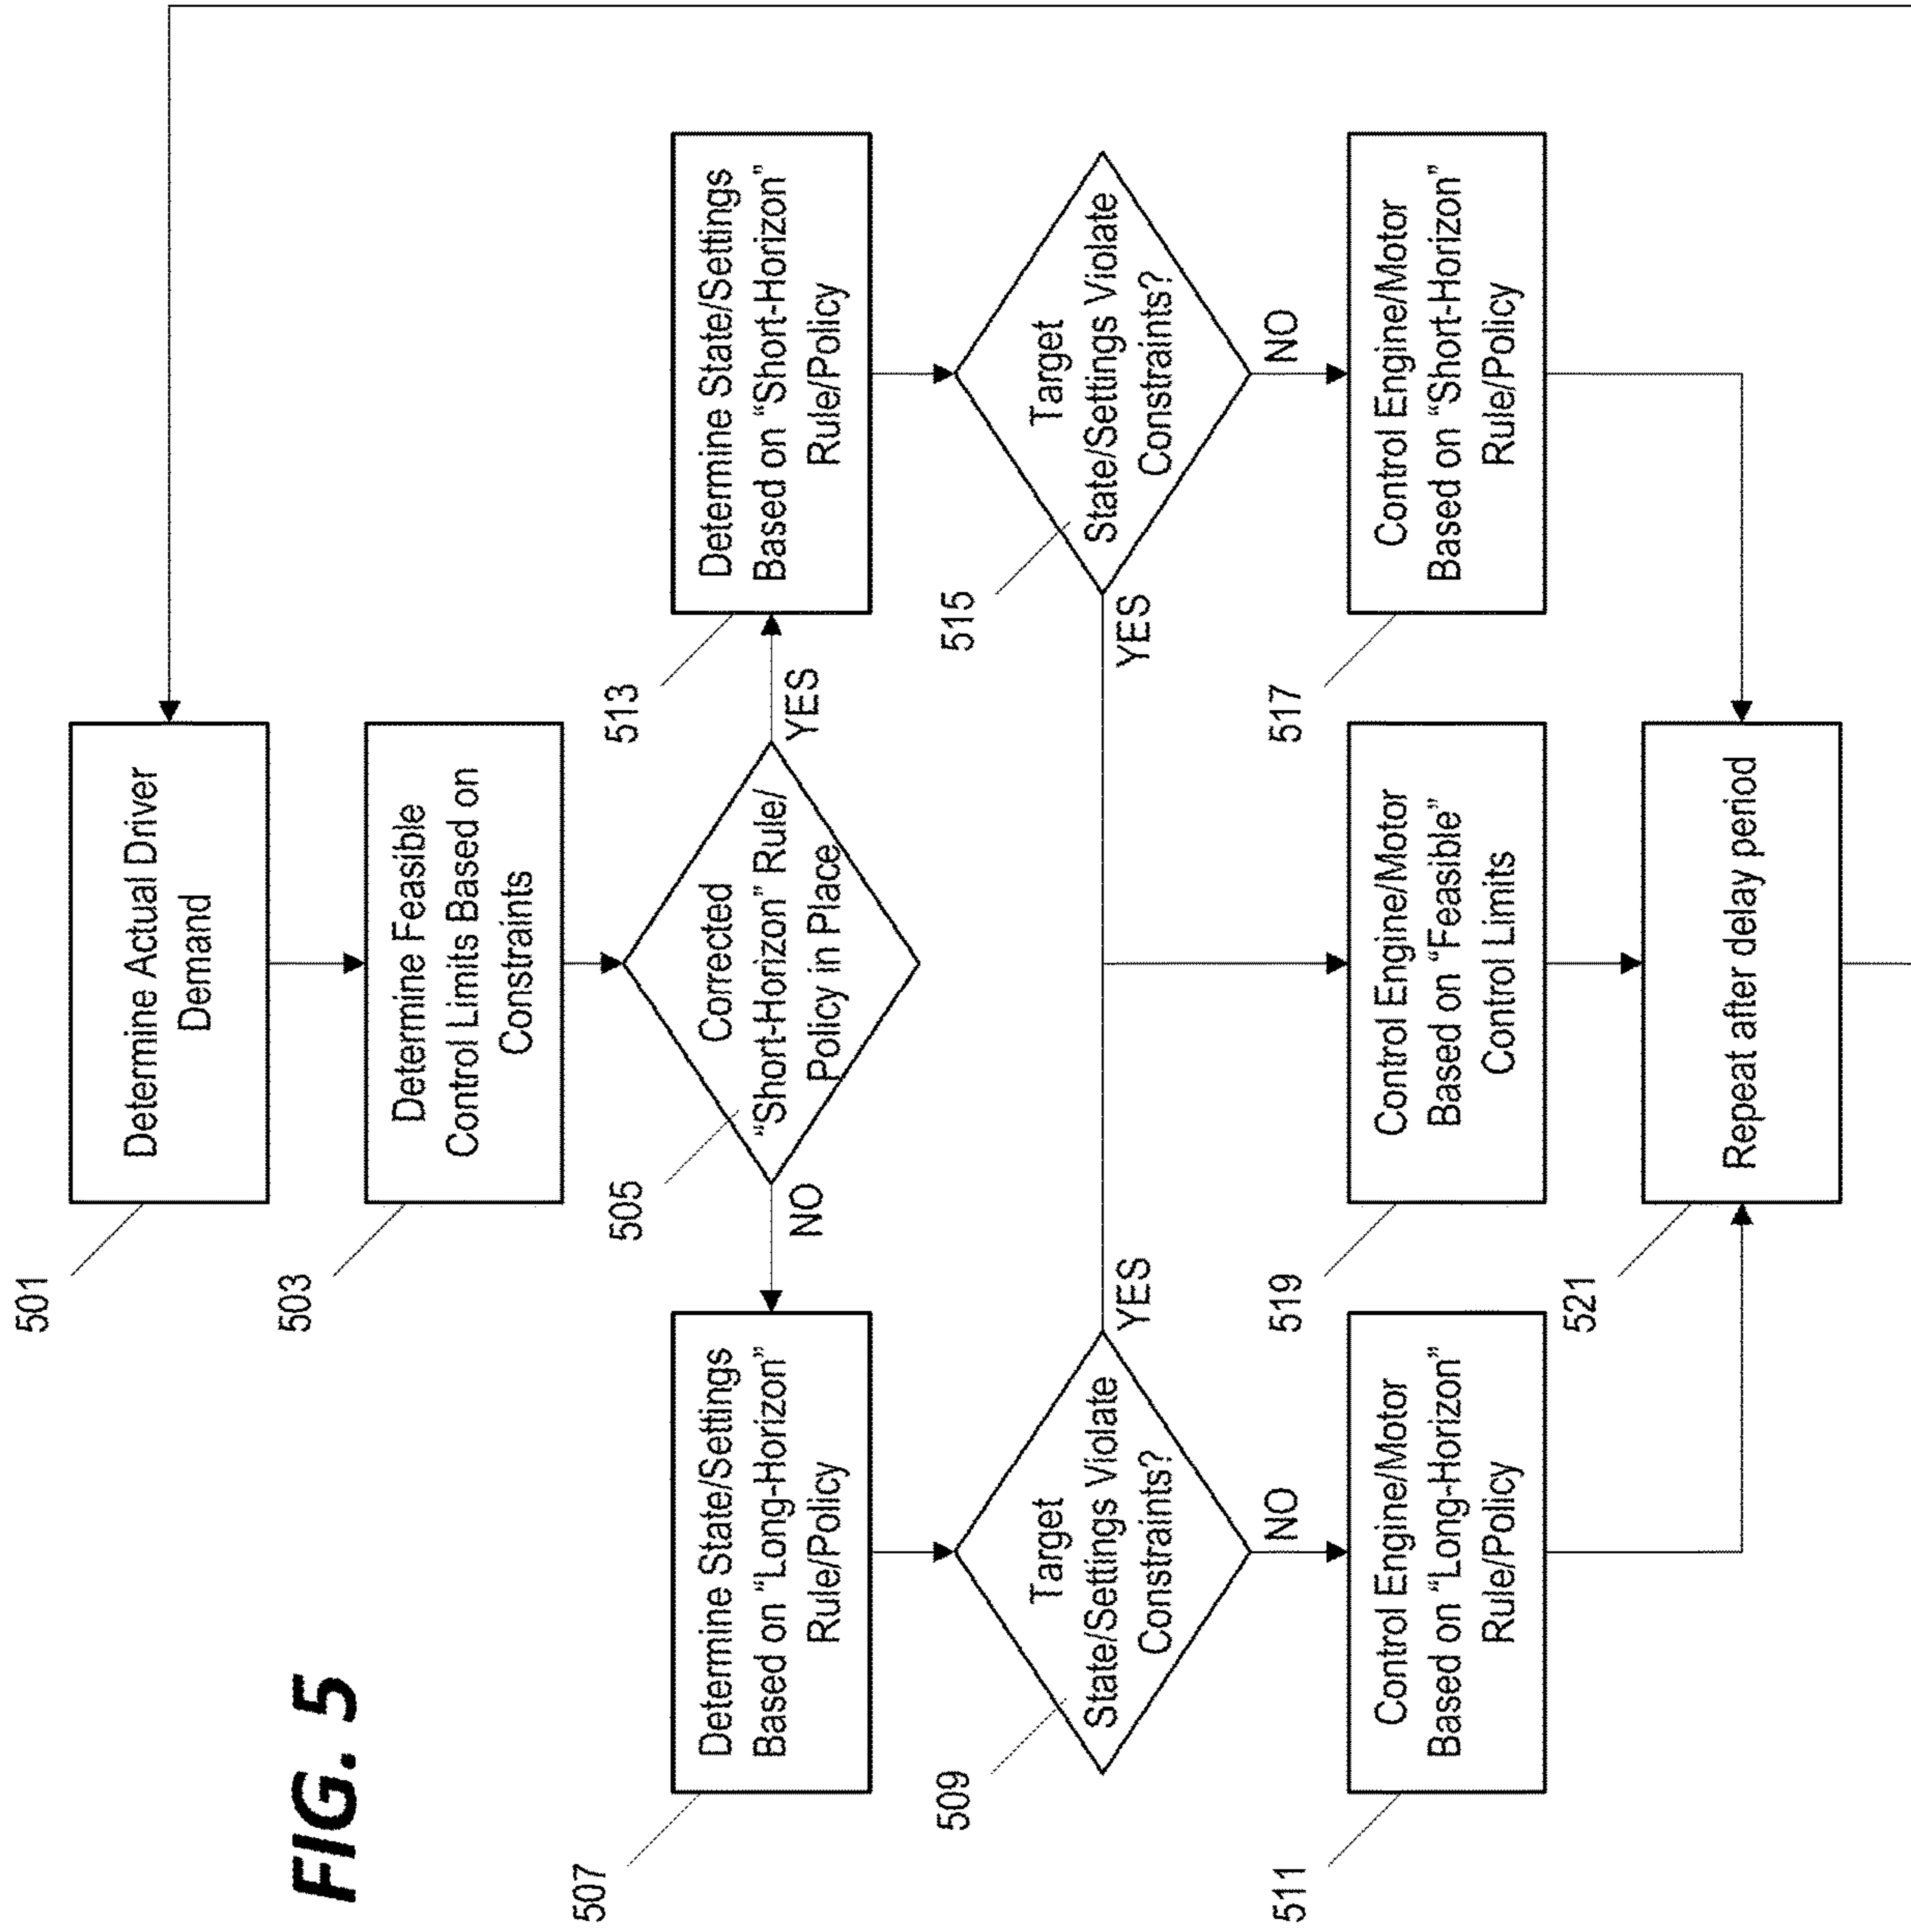 FIG. 5
501
Determine Actual Driver
Demand
503
Determine Feasible
Control Limits Based on
Constraints
505
Corrected
“Short-Horizon” Rule/
Policy in Place
NO
YES
507
Determine State/Settings
Based on “Long-Horizon”
Rule/Policy
513
Determine State/Settings
Based on “Short-Horizon”
Rule/Policy
509
Target
State/Settings Violate
Constraints?
YES
NO
515
Target
State/Settings Violate
Constraints?
YES
NO
511
Control Engine/Motor
Based on “Long-Horizon”
Rule/Policy
519
Control Engine/Motor
Based on “Feasible”
Control Limits
517
Control Engine/Motor
Based on “Short-Horizon”
Rule/Policy
521
Repeat after delay period